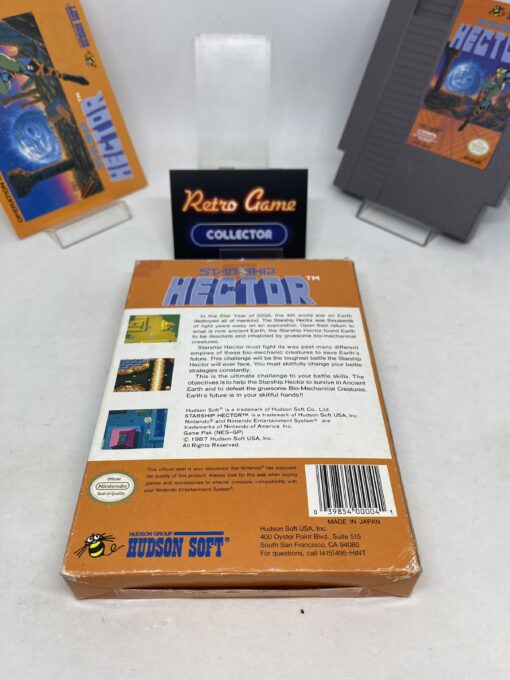 HUDSON SOFT
HECTOR
OPERATION
HECTOR
Retro Game
COLLECTOR
STARSHIP
HECTOR™
In the Star Year of 2038, the 4th world war on Earth
destroyed all of mankind. The Starship Hector was thousands
of light years away on an exploration. Upon their return to
what is now ancient Earth, the Starship Hector found Earth
to be desolate and inhabited by gruesome bio-mechanical
creatures.
Starship Hector must fight its way past many different
empires of these bio-mechanic creatures to save Earth's
future. This challenge will be the toughest battle the Starship
Hector will ever face. You must skillfully change your battle
strategies constantly.
This is the ultimate challenge to your battle skills. The
objectives is to help the Starship Hector to survive in Ancient
Earth and to defeat the gruesome Bio-Mechanical Creatures.
Earth's future is in your skillful hands!!
Hudson Soft® is a trademark of Hudson Soft Co., Ltd.
STARSHIP HECTOR™ is a trademark of Hudson Soft USA, Inc.
Nintendo® and Nintendo Entertainment System® are
trademarks of Nintendo of America Inc.
Game Pak (NES-GP)
© 1987 Hudson Soft USA, Inc.
All Rights Reserved.
Official
Nintendo
Seal of Quality
This official seal is your assurance that Nintendo® has approved
the quality of this product. Always look for this seal when buying
games and accessories to ensure complete compatibility with
your Nintendo Entertainment System®.
0 39854 00004 1
MADE IN JAPAN
HUDSON GROUP
HUDSON SOFT®
Hudson Soft USA, Inc.
400 Oyster Point Blvd., Suite 515
South San Francisco, CA 94080
For questions, call (415)495-HINT